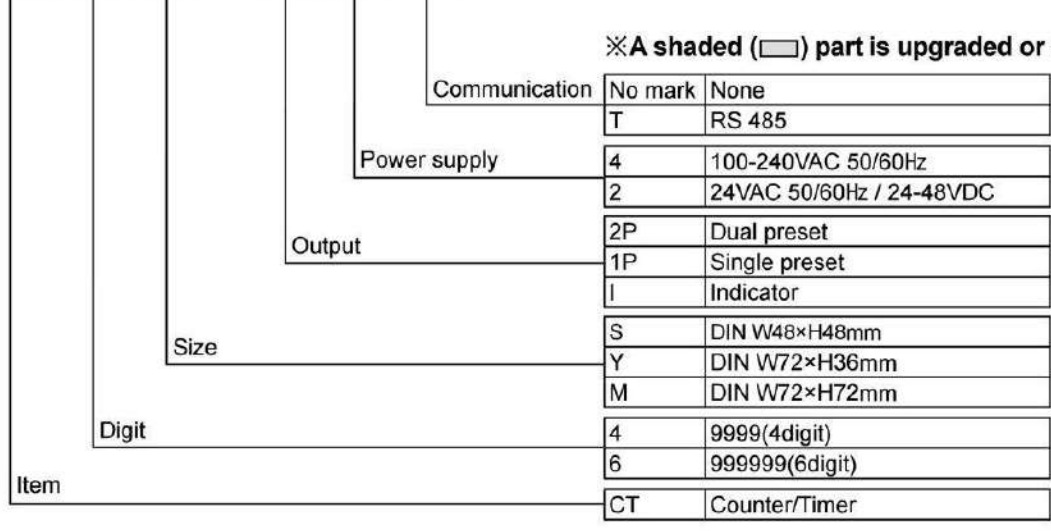 ※A shaded ( ) part is upgraded or
Communication No mark None
T RS 485
Power supply 4 100-240VAC 50/60Hz
2 24VAC 50/60Hz / 24-48VDC
Output 2P Dual preset
1P Single preset
I Indicator
Size S DIN W48×H48mm
Y DIN W72×H36mm
M DIN W72×H72mm
Digit 4 9999(4digit)
6 999999(6digit)
Item CT Counter/Timer